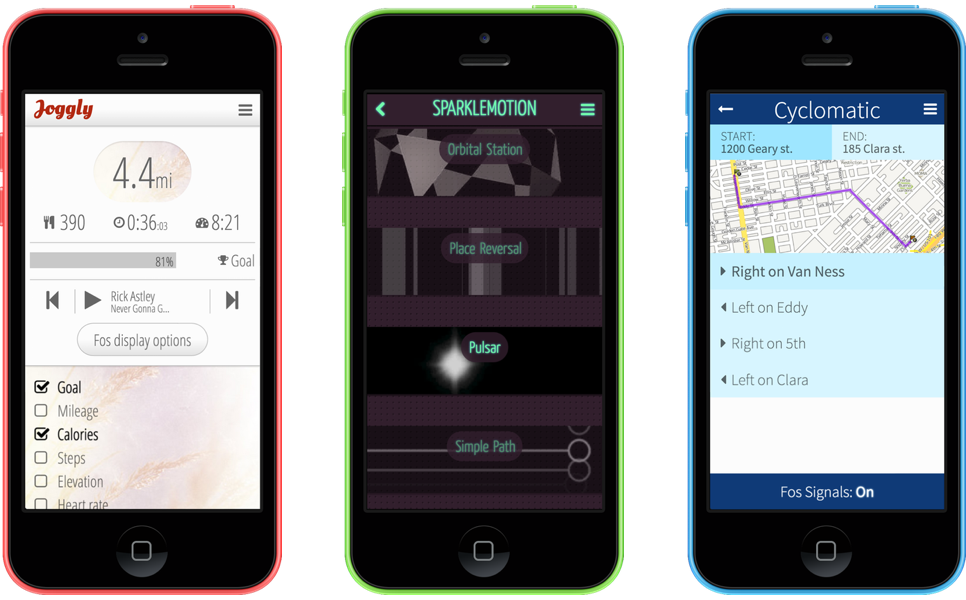 Joggly
4.4mi
390
0:36:03
8:21
81%
Goal
Rick Astley
Never Gonna G...
Fos display options
Goal
Mileage
Calories
Steps
Elevation
Heart rate
SPARKLEMOTION
Orbital Station
Place Reversal
Pulsar
Simple Path
Cyclomatic
START:
1200 Geary st.
END:
185 Clara st.
Right on Van Ness
Left on Eddy
Right on 5th
Left on Clara
Fos Signals: On